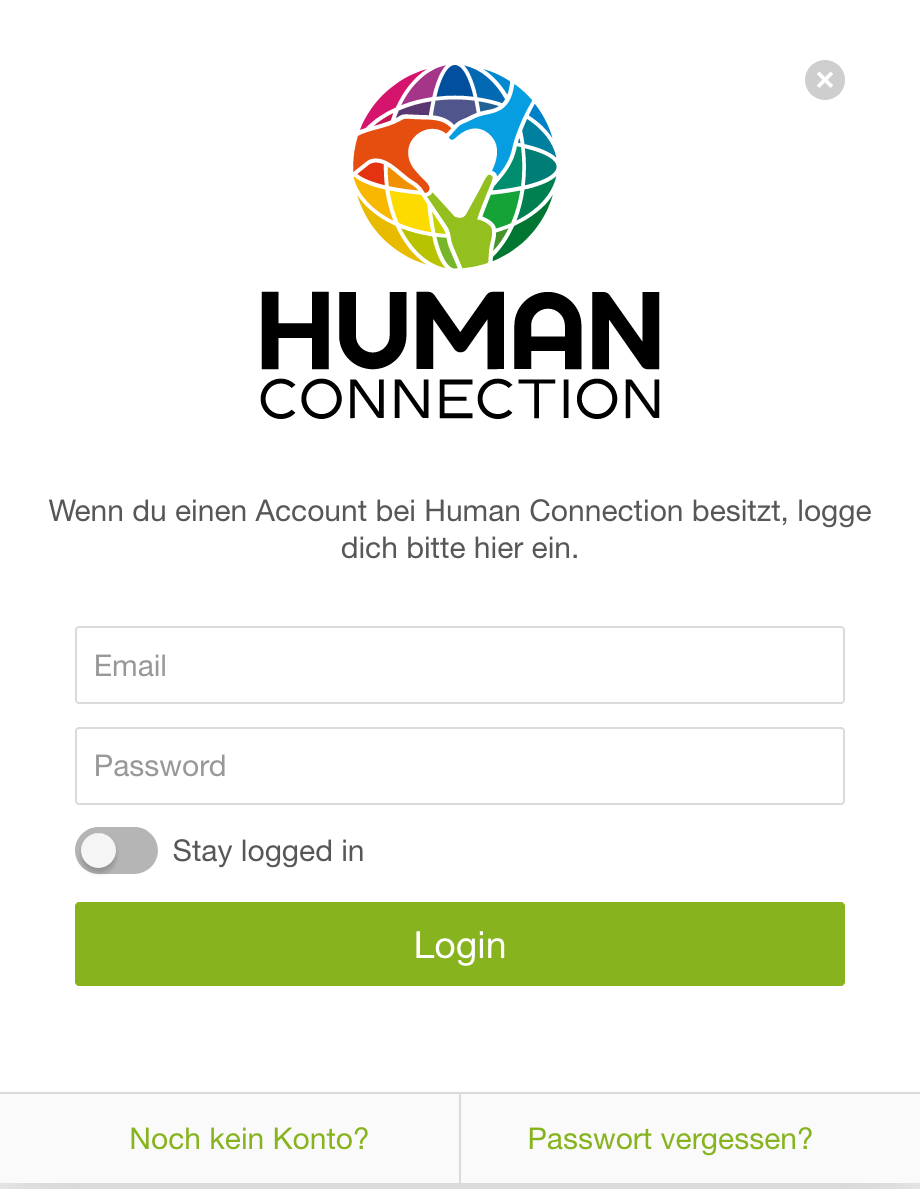 HUMAN
CONNECTION
Wenn du einen Account bei Human Connection besitzt, logge
dich bitte hier ein.
Email
Password
Stay logged in
Login
Noch kein Konto?
Passwort vergessen?